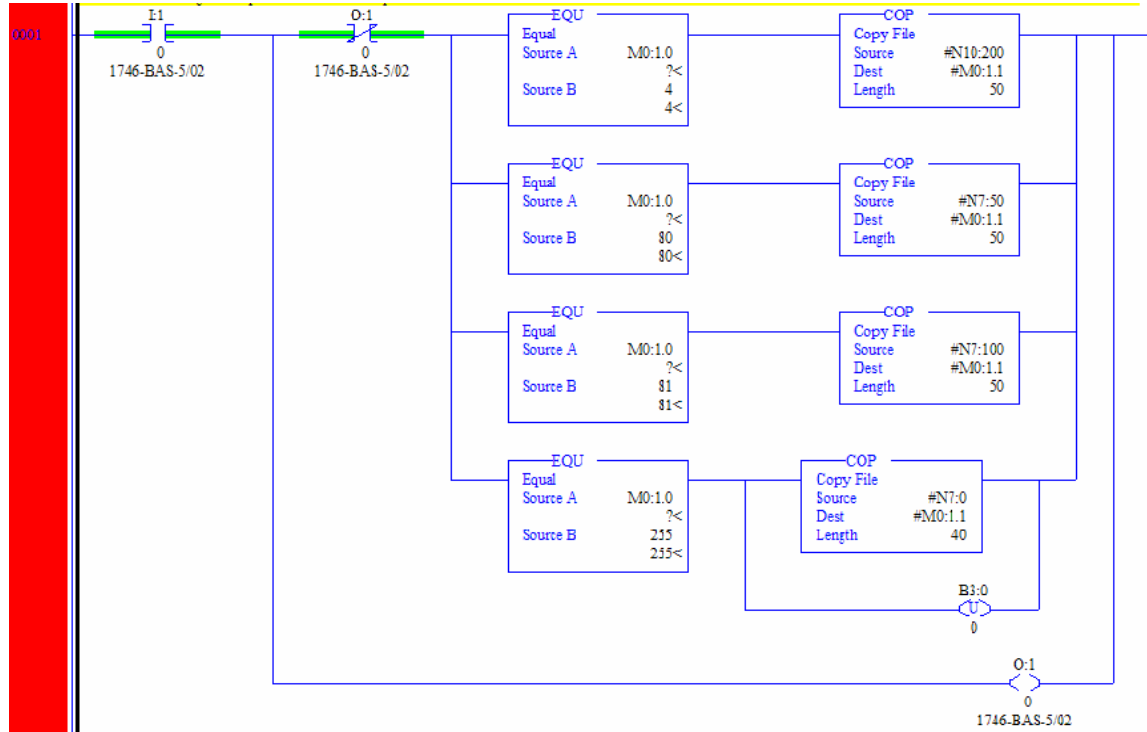 I:1 O:1 EQU COP
0001 Equal Copy File
0 0 Source A M0:1.0 Source #N10:200
1746-BAS-5/02 1746-BAS-5/02 ?< Dest #M0:1.1
Source B 4 Length 50
4<
EQU COP
Equal Copy File
Source A M0:1.0 Source #N7:50
?< Dest #M0:1.1
Source B 80 Length 50
80<
EQU COP
Equal Copy File
Source A M0:1.0 Source #N7:100
?< Dest #M0:1.1
Source B 81 Length 50
81<
EQU COP
Equal Copy File
Source A M0:1.0 Source #N7:0
?< Dest #M0:1.1
Source B 255 Length 40
255<
B3:0
U
0
O:1
0
1746-BAS-5/02